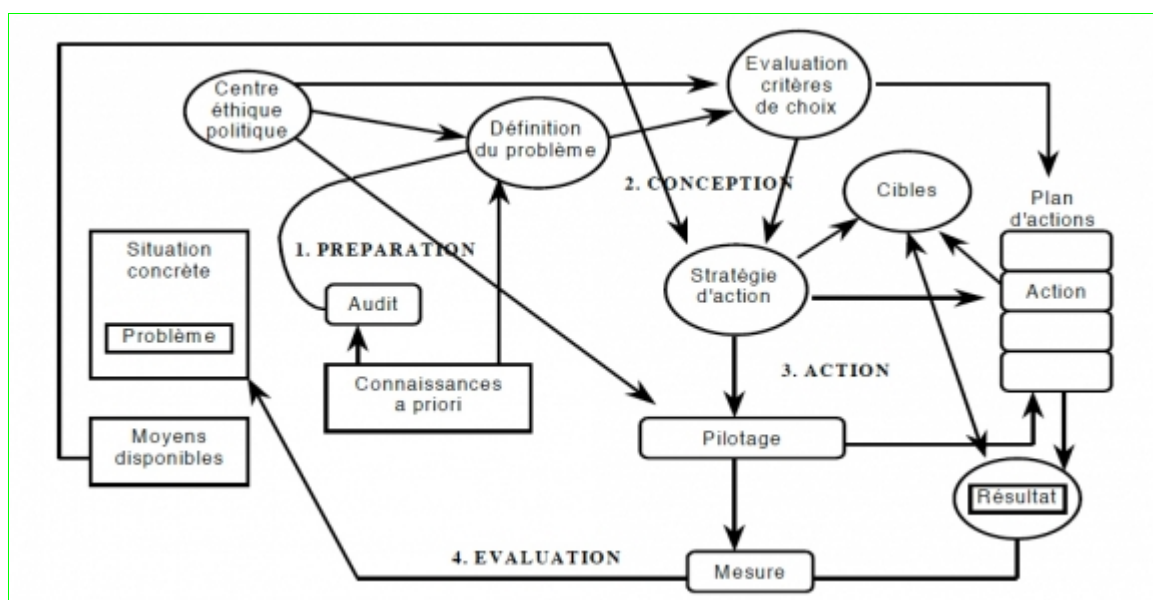 Centre
éthique
politique
Evaluation
critères
de choix
Définition
du problème
2. CONCEPTION
Cibles
Plan
d'actions
Situation
concrète
1. PREPARATION
Stratégie
d'action
Action
Audit
Problème
3. ACTION
Connaissances
a priori
Moyens
disponibles
Pilotage
Résultat
4. EVALUATION
Mesure